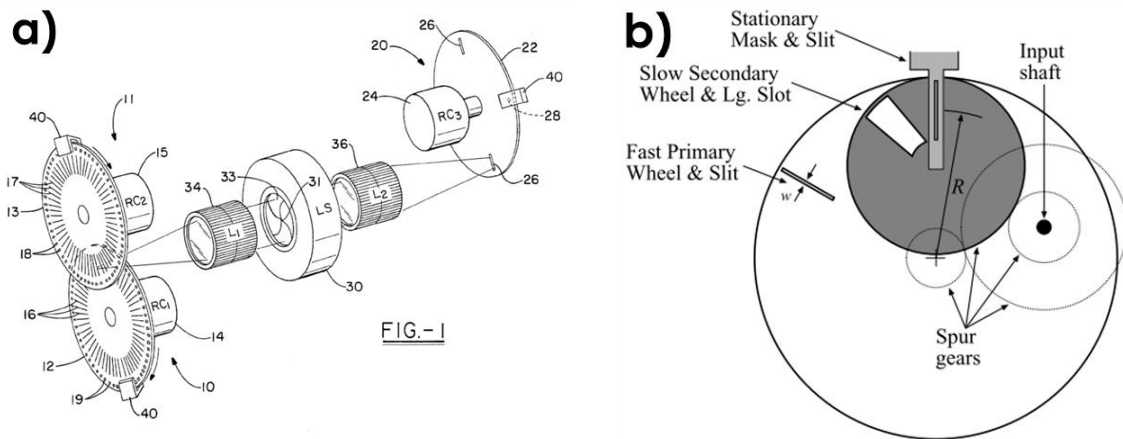 a)
11
40
15
RC2
17
13
18
16
RC1
14
12
10
19
40
34
L1
33
31
LS
30
36
L2
20
24
RC3
26
22
40
28
26
FIG.-1
b)
Stationary
Mask & Slit
Input
shaft
Slow Secondary
Wheel & Lg. Slot
Fast Primary
Wheel & Slit
w
R
Spur
gears